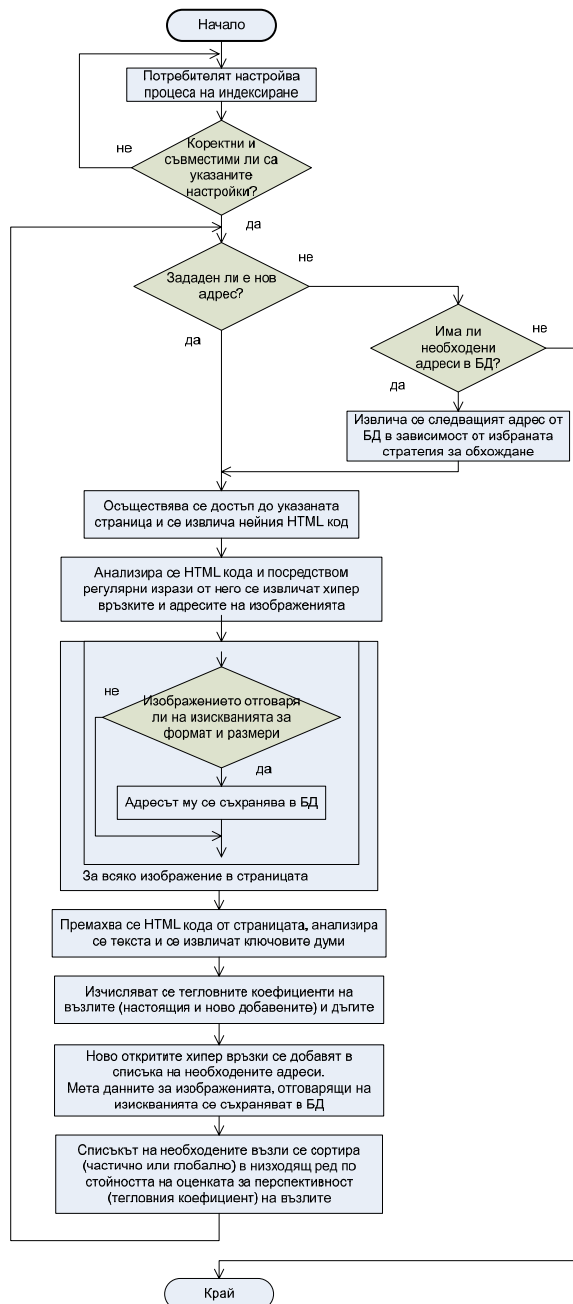 Начало
Потребителят настройва
процеса на индексиране
не
Коректни и
съвместими ли са
указаните
настройки?
да
не
Зададен ли е нов
адрес?
да
Има ли
необходени
адреси в БД?
не
да
Извлича се следващият адрес от
БД в зависимост от избраната
стратегия за обхождане
Осъществява се достъп до указаната
страница и се извлича нейния HTML код
Анализира се HTML кода и посредством
регулярни изрази от него се извличат хипер
връзките и адресите на изображенията
не
Изображението отговаря
ли на изискванията за
формат и размери
да
Адресът му се съхранява в БД
За всяко изображение в страницата
Премахва се HTML кода от страницата, анализира
се текста и се извличат ключовите думи
Изчисляват се тегловните коефициенти на
възлите (настоящия и ново добавените) и дъгите
Ново откритите хипер връзки се добавят в
списъка на необходените адреси.
Мета данните за изображенията, отговарящи на
изискванията се съхраняват в БД
Списъкът на необходените възли се сортира
(частично или глобално) в низходящ ред по
стойността на оценката за перспективност
(тегловния коефициент) на възлите
Край